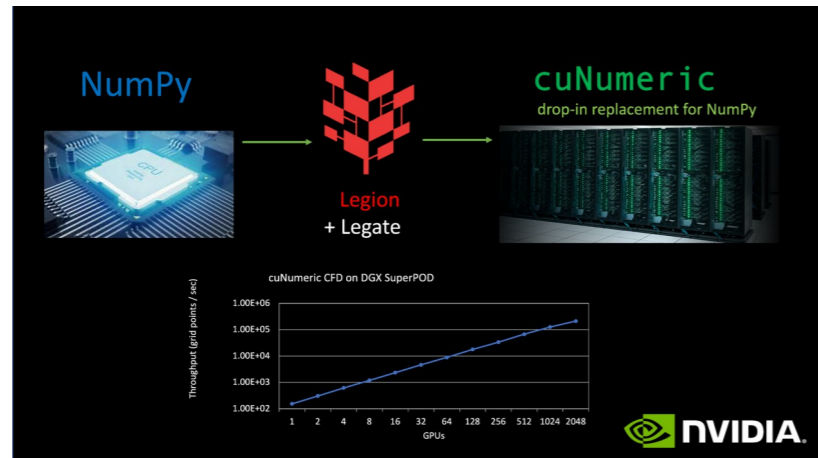 NumPy
CPU
Legion
+ Legate
cuNumeric
drop-in replacement for NumPy
cuNumeric CFD on DGX SuperPOD
Throughput (grid points / sec)
1.00E+06
1.00E+05
1.00E+04
1.00E+03
1.00E+02
1 2 4 8 16 32 64 128 256 512 1024 2048
GPUs
NVIDIA.